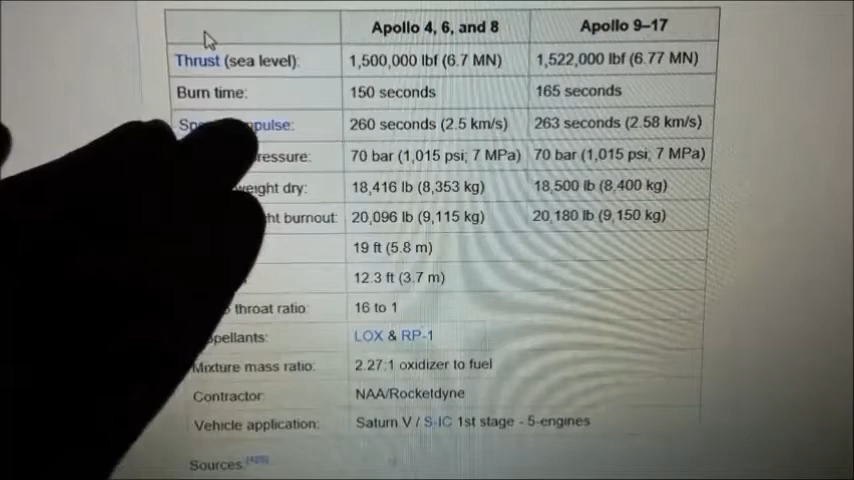 Apollo 4, 6, and 8 Apollo 9–17
Thrust (sea level): 1,500,000 lbf (6.7 MN) 1,522,000 lbf (6.77 MN)
Burn time: 150 seconds 165 seconds
260 seconds (2.5 km/s) 263 seconds (2.58 km/s)
70 bar (1,015 psi; 7 MPa) 70 bar (1,015 psi; 7 MPa)
dry: 18,416 lb (8,353 kg) 18,500 lb (8,400 kg)
burnout: 20,096 lb (9,115 kg) 20,180 lb (9,150 kg)
19 ft (5.8 m)
12.3 ft (3.7 m)
throat ratio: 16 to 1
LOX & RP-1
Mixture mass ratio: 2.27:1 oxidizer to fuel
Contractor: NAA/Rocketdyne
Vehicle application: Saturn V / S-IC 1st stage - 5-engines
Sources: